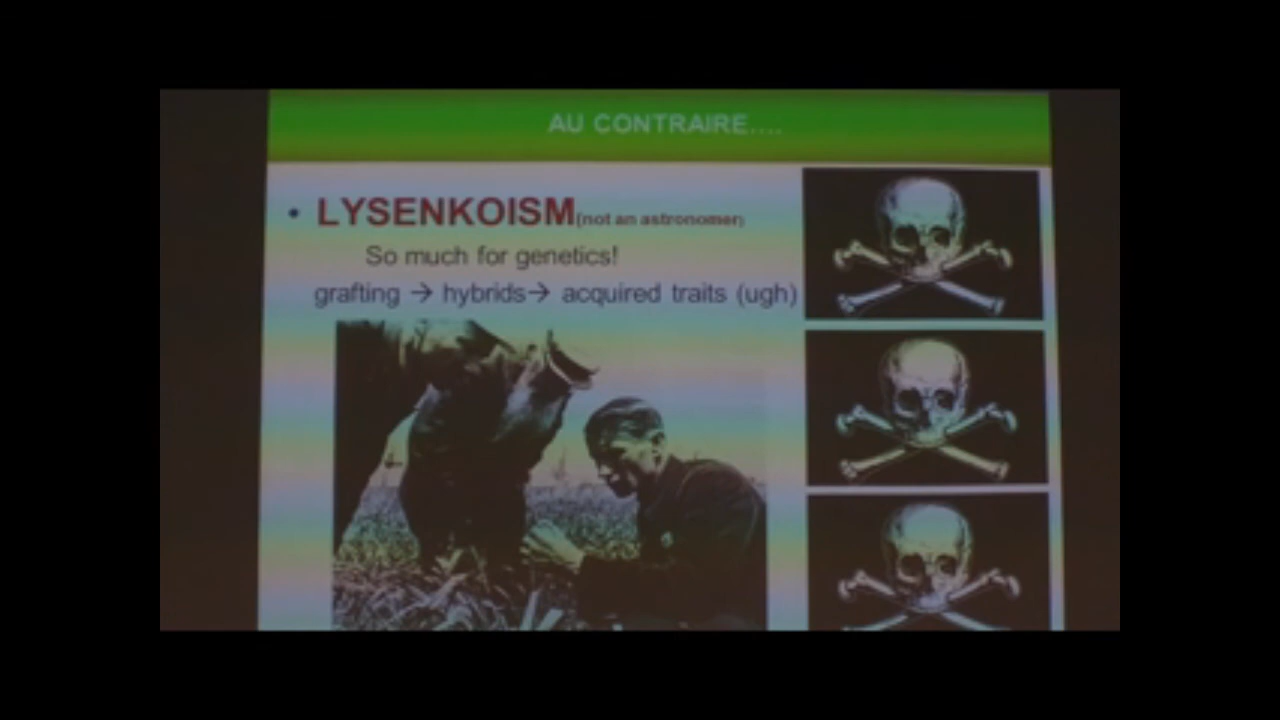 AU CONTRAIRE....
• LYSENKOISM(not an astronomer)
So much for genetics!
grafting → hybrids→ acquired traits (ugh)